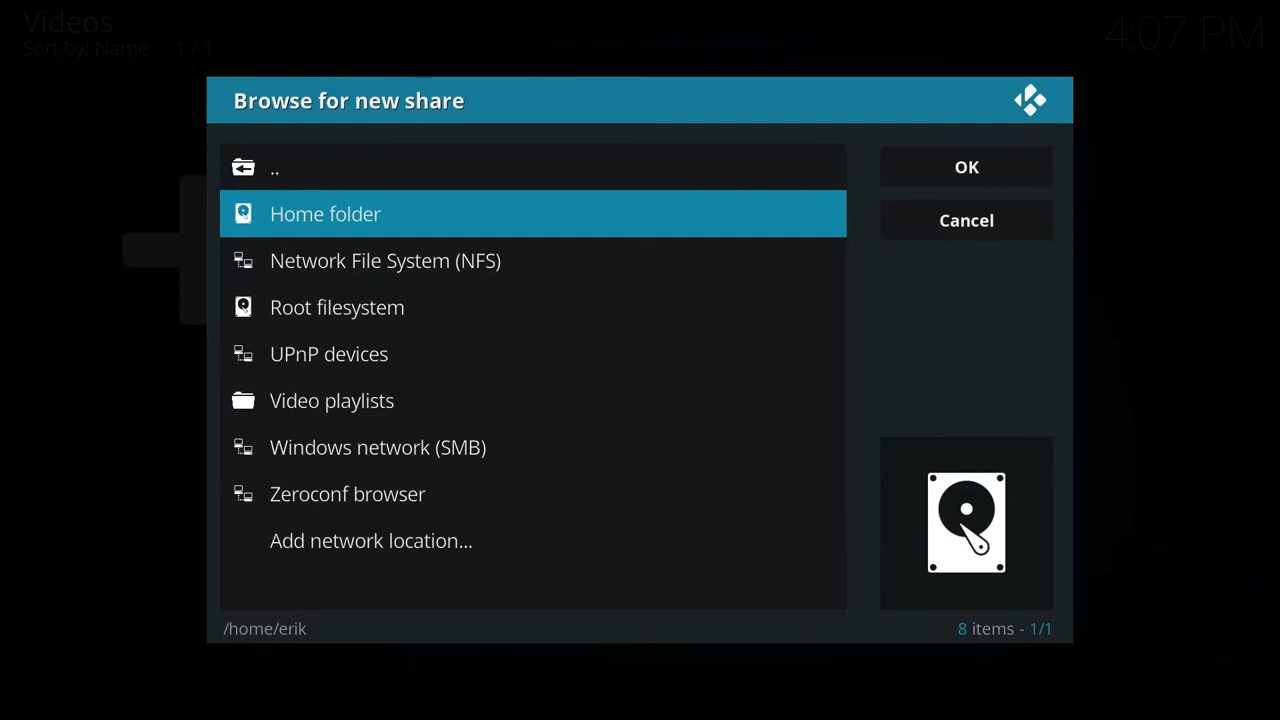 Videos
Sort by: Name 1 / 1
4:07 PM
Browse for new share
..
Home folder
Network File System (NFS)
Root filesystem
UPnP devices
Video playlists
Windows network (SMB)
Zeroconf browser
Add network location...
OK
Cancel
/home/erik
8 items - 1/1